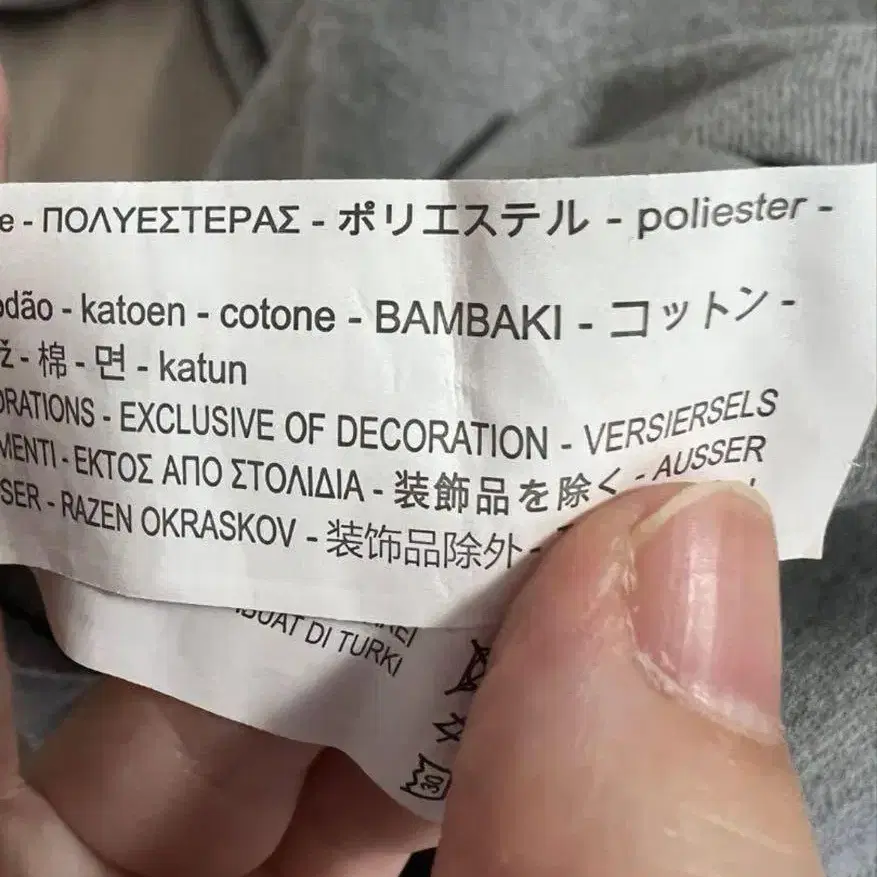 e - ΠΟΛΥΕΣΤΕΡΑΣ - ポリエステル - poliester -
odão - katoen - cotone - BAMBAKI - コットン -
ž - 棉 - 면 - katun
ORATIONS - EXCLUSIVE OF DECORATION - VERSIERSELS
MENTI - ΕΚΤΟΣ ΑΠΟ ΣΤΟΛΙΔΙΑ - 装飾品を除く - AUSSER
SER - RAZEN OKRASKOV - 装饰品除外 -
BUAT DI TURKI
30